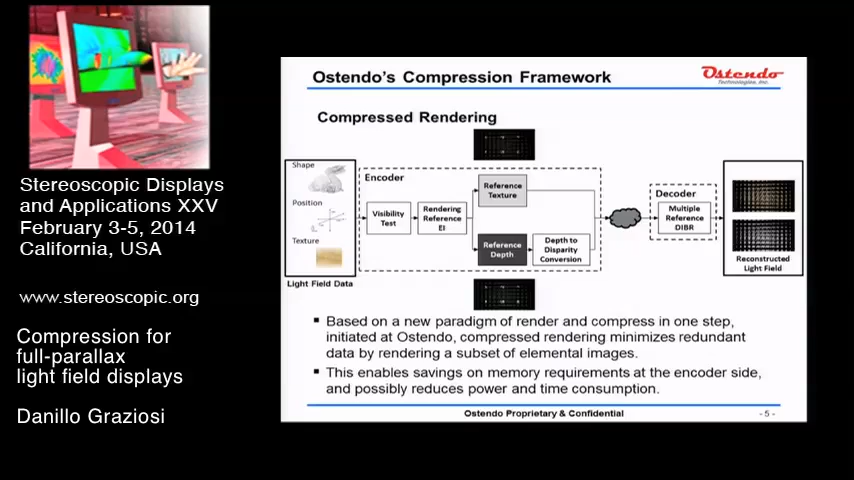 Stereoscopic Displays
and Applications XXV
February 3-5, 2014
California, USA
www.stereoscopic.org
Compression for
full-parallax
light field displays
Danillo Graziosi
Ostendo's Compression Framework
Ostendo
Technologies, Inc.
Compressed Rendering
Shape
Position
Texture
Light Field Data
Encoder
Visibility
Test
Rendering
Reference
EI
Reference
Texture
Reference
Depth
Depth to
Disparity
Conversion
Decoder
Multiple
Reference
DIBR
Reconstructed
Light Field
▪ Based on a new paradigm of render and compress in one step,
initiated at Ostendo, compressed rendering minimizes redundant
data by rendering a subset of elemental images.
▪ This enables savings on memory requirements at the encoder side,
and possibly reduces power and time consumption.
Ostendo Proprietary & Confidential
- 5 -